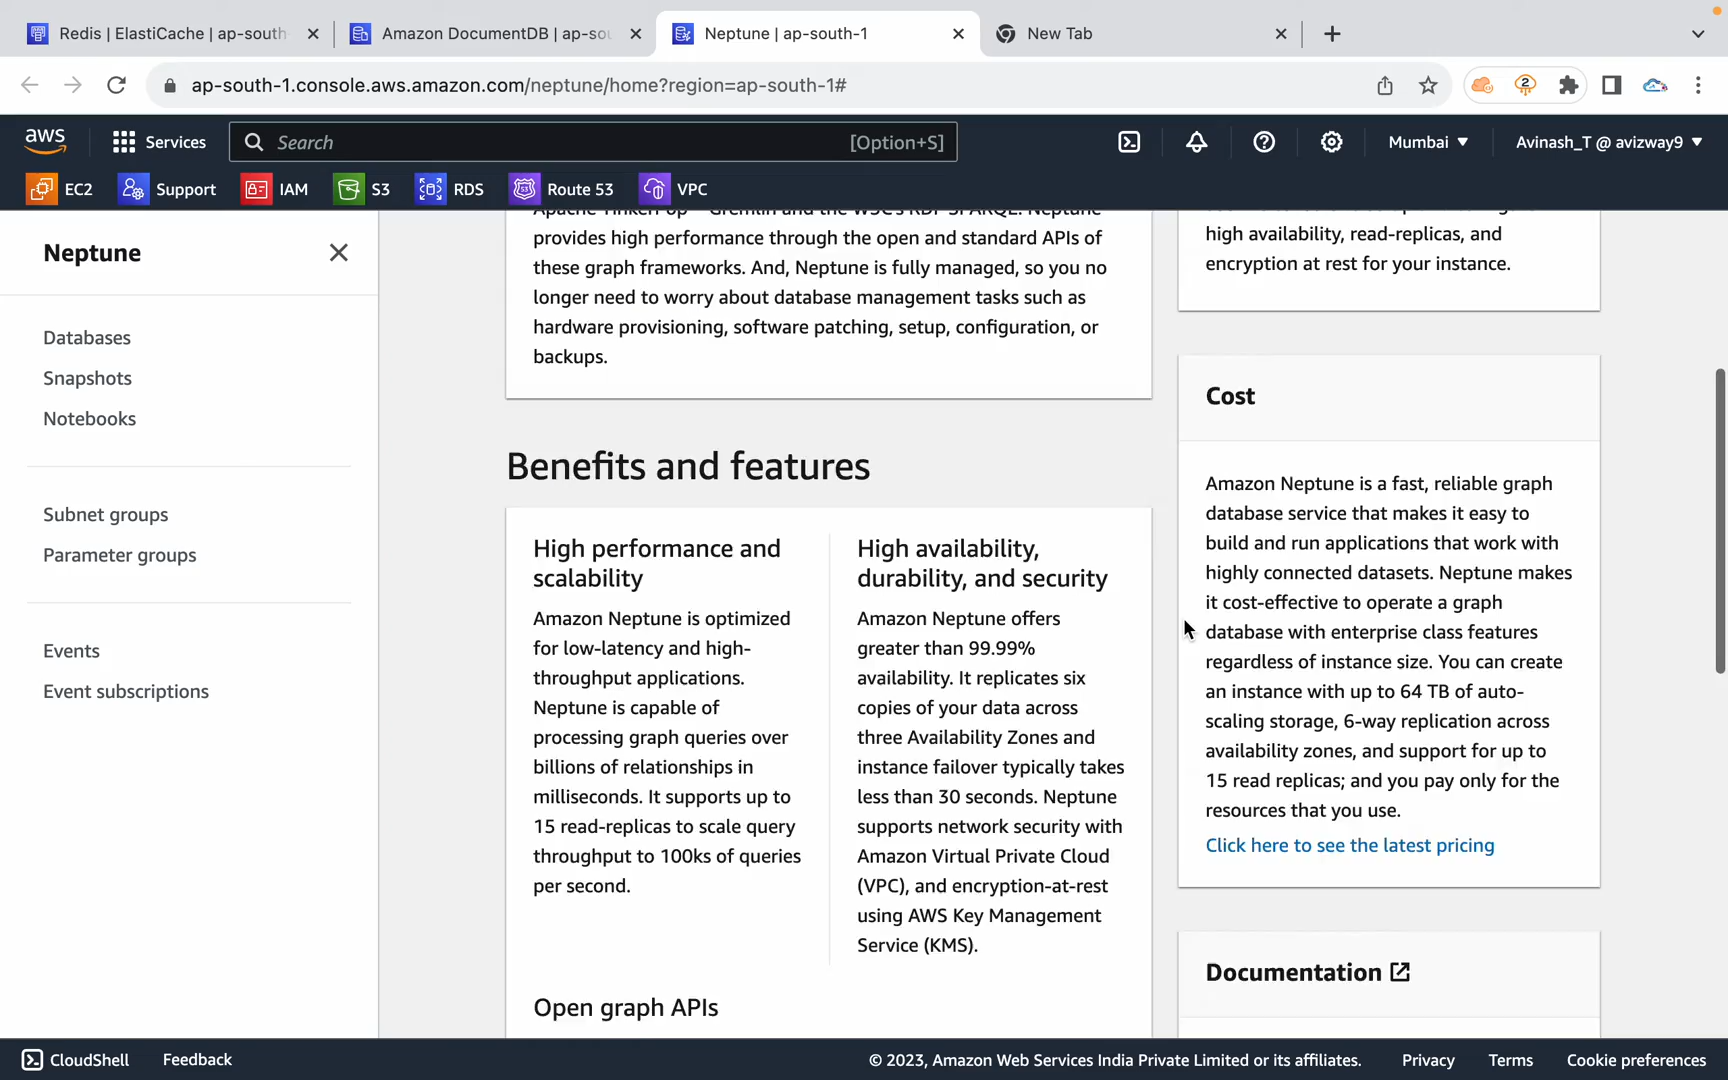 Redis | ElastiCache | ap-south-
Amazon DocumentDB | ap-sou
Neptune | ap-south-1
New Tab
ap-south-1.console.aws.amazon.com/neptune/home?region=ap-south-1#
2
aws
Services
Search
[Option+S]
Mumbai
Avinash_T @ avizway9
EC2
Support
IAM
S3
RDS
Route 53
VPC
Neptune
Databases
Snapshots
Notebooks
Subnet groups
Parameter groups
Events
Event subscriptions
provides high performance through the open and standard APIs of
these graph frameworks. And, Neptune is fully managed, so you no
longer need to worry about database management tasks such as
hardware provisioning, software patching, setup, configuration, or
backups.
Benefits and features
High performance and
scalability
Amazon Neptune is optimized
for low-latency and high-
throughput applications.
Neptune is capable of
processing graph queries over
billions of relationships in
milliseconds. It supports up to
15 read-replicas to scale query
throughput to 100ks of queries
per second.
High availability,
durability, and security
Amazon Neptune offers
greater than 99.99%
availability. It replicates six
copies of your data across
three Availability Zones and
instance failover typically takes
less than 30 seconds. Neptune
supports network security with
Amazon Virtual Private Cloud
(VPC), and encryption-at-rest
using AWS Key Management
Service (KMS).
Open graph APIs
high availability, read-replicas, and
encryption at rest for your instance.
Cost
Amazon Neptune is a fast, reliable graph
database service that makes it easy to
build and run applications that work with
highly connected datasets. Neptune makes
it cost-effective to operate a graph
database with enterprise class features
regardless of instance size. You can create
an instance with up to 64 TB of auto-
scaling storage, 6-way replication across
availability zones, and support for up to
15 read replicas; and you pay only for the
resources that you use.
Click here to see the latest pricing
Documentation
CloudShell
Feedback
© 2023, Amazon Web Services India Private Limited or its affiliates.
Privacy
Terms
Cookie preferences